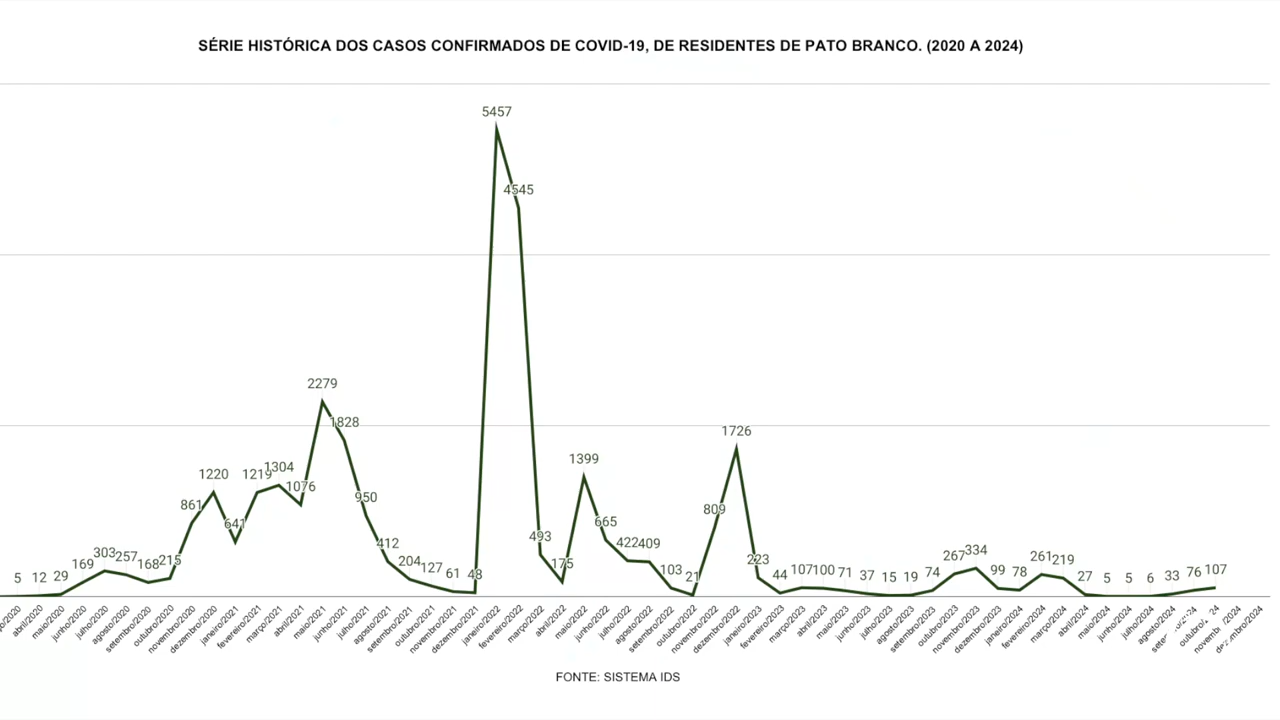 SÉRIE HISTÓRICA DOS CASOS CONFIRMADOS DE COVID-19, DE RESIDENTES DE PATO BRANCO. (2020 A 2024)
5457
4545
2279
1828
1726
1399
1304
1220
1219
1076
950
861
809
665
641
493
422
409
412
303
257
169
168
215
204
127
61
48
175
103
21
223
44
107
100
71
37
15
19
74
267
334
99
78
261
219
27
5
5
6
33
76
107
5
12
29
abril/2020
maio/2020
junho/2020
julho/2020
agosto/2020
setembro/2020
outubro/2020
novembro/2020
dezembro/2020
janeiro/2021
fevereiro/2021
março/2021
abril/2021
maio/2021
junho/2021
julho/2021
agosto/2021
setembro/2021
outubro/2021
novembro/2021
dezembro/2021
janeiro/2022
fevereiro/2022
março/2022
abril/2022
maio/2022
junho/2022
julho/2022
agosto/2022
setembro/2022
outubro/2022
novembro/2022
dezembro/2022
janeiro/2023
fevereiro/2023
março/2023
abril/2023
maio/2023
junho/2023
julho/2023
agosto/2023
setembro/2023
outubro/2023
novembro/2023
dezembro/2023
janeiro/2024
fevereiro/2024
março/2024
abril/2024
maio/2024
junho/2024
julho/2024
agosto/2024
FONTE: SISTEMA IDS